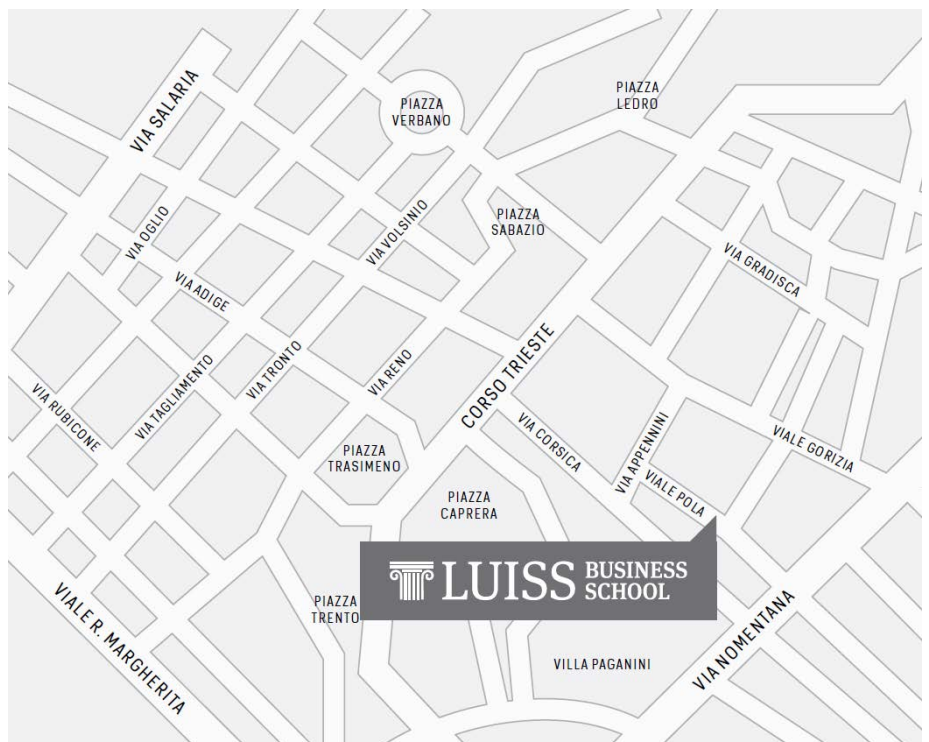 VIA SALARIA
PIAZZA
VERBANO
PIAZZA
LEDRO
VIA OGLIO
VIA VOLSINIO
PIAZZA
SABAZIO
VIA GRADISCA
VIA ADIGE
VIA TAGLIAMENTO
VIA TRONTO
VIA RENO
CORSO TRIESTE
VIA RUBICONE
PIAZZA
TRASIMENO
VIA CORSICA
VIA APPENNINI
VIALE GORIZIA
PIAZZA
CAPRERA
VIALE POLA
LUISS
BUSINESS
SCHOOL
PIAZZA
TRENTO
VIALE R. MARGHERITA
VILLA PAGANINI
VIA NOMENTANA